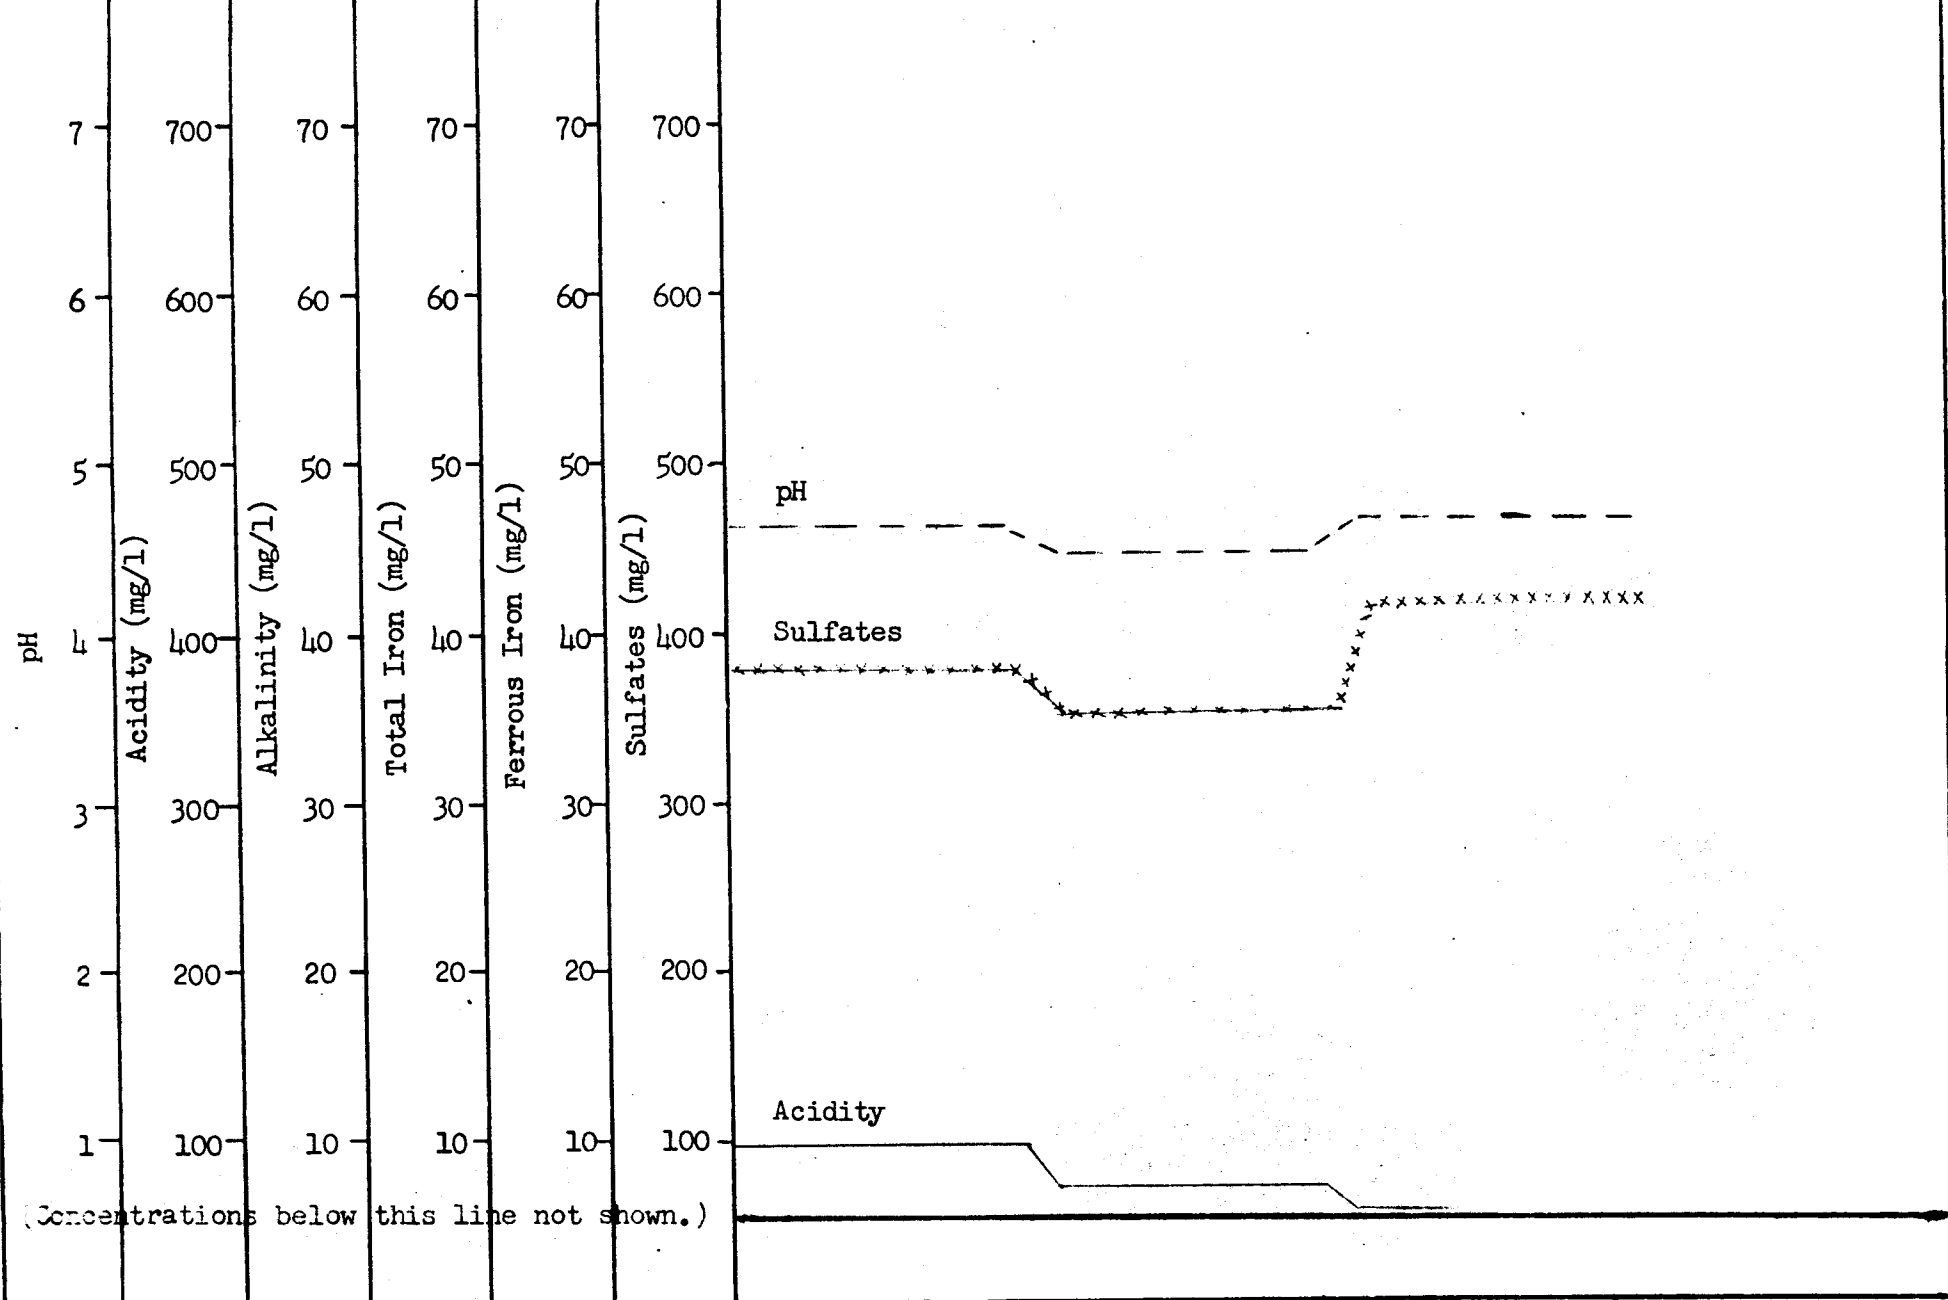 7 700 70 70 70 700
6 600 60 60 60 600
5 500 50 50 50 500
pH
4 400 40 40 40 400
Sulfates
pH
Acidity (mg/l)
Alkalinity (mg/l)
Total Iron (mg/l)
Ferrous Iron (mg/l)
Sulfates (mg/l)
3 300 30 30 30 300
2 200 20 20 20 200
Acidity
1 100 10 10 10 100
(Concentrations below this line not shown.)